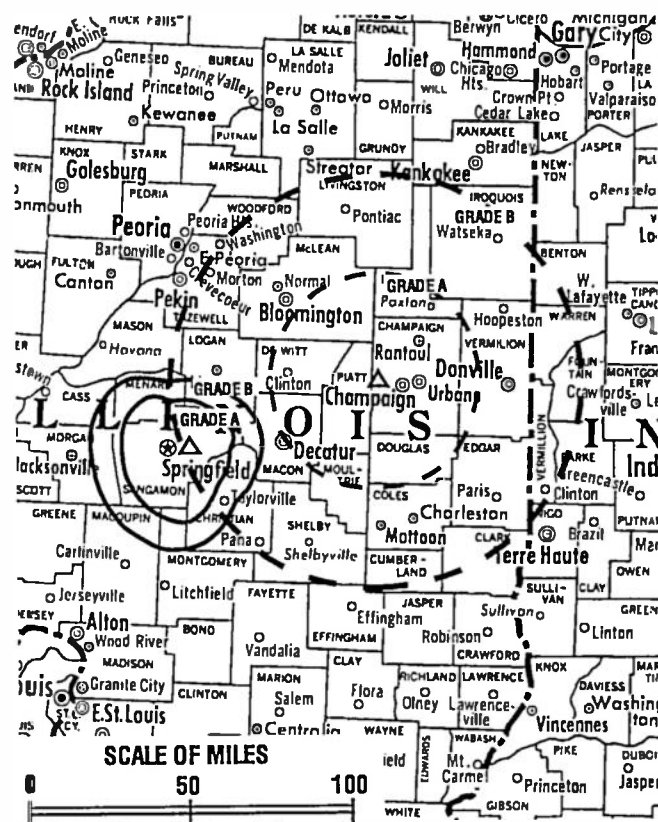 ROCK FALLS
DE KALB
KENDALL
Berwyn
Cicero
Michigan City
Gary
Moline
E. Moline
Geneseo
BUREAU
LA SALLE
Mendota
Joliet
Hammond
Chicago Hts.
Portage
Rock Island
Princeton
Spring Valley
Peru
Ottawa
WILL
Morris
Hobart
Crown Pt.
Cedar Lake
Valparaiso
PORTER
Kewanee
PUTNAM
La Salle
HENRY
GRUNDY
KANKAKEE
Bradley
LAKE
JASPER
KNOX
STARK
MARSHALL
Streator
Kankakee
NEWTON
Galesburg
PEORIA
LIVINGSTON
IROQUOIS
WOODFORD
Pontiac
GRADE B
Watseka
Peoria
Peoria Hts.
Washington
McLEAN
BENTON
Bartonville
E. Peoria
Morton
Creve coeur
FULTON
Canton
Normal
GRADE A
Paxton
W. Lafayette
Pekin
Bloomington
Hoopeston
WARREN
MASON
TAZEWELL
CHAMPAIGN
Havana
LOGAN
DE WITT
Rantoul
VERMILION
FOUNTAIN
MONTGOMERY
Clinton
PIATT
Danville
CASS
MENARD
GRADE B
Champaign
Urbana
Crawfordsville
L L I
GRADE A
O I S
I N
VERMILLION
MORGAN
Decatur
DOUGLAS
EDGAR
PARKE
Jacksonville
Springfield
MACON
MOULTRIE
Greencastle
SCOTT
SANGAMON
Taylorville
COLES
Paris
Clinton
GREENE
MACOUPIN
CHRISTIAN
SHELBY
Charleston
VIGO
PUTNAM
Pana
Mattoon
CLARK
Brazil
Carlinville
Shelbyville
CUMBERLAND
Terre Haute
MONTGOMERY
OWEN
Jerseyville
Litchfield
FAYETTE
JASPER
SULLIVAN
CLAY
GREENE
JERSEY
Effingham
Sullivan
Alton
BOND
Robinson
Linton
Wood River
Vandalia
EFFINGHAM
CRAWFORD
MADISON
CLAY
KNOX
Granite City
CLINTON
MARION
RICHLAND
LAWRENCE
DAVIESS
Salem
Flora
Olney
Lawrenceville
Washington
E. St. Louis
Centralia
WAYNE
Vincennes
SCALE OF MILES
EDWARDS
WABASH
PIKE
DUBOIS
Mt. Carmel
Princeton
Jasper
0 50 100
WHITE
GIBSON